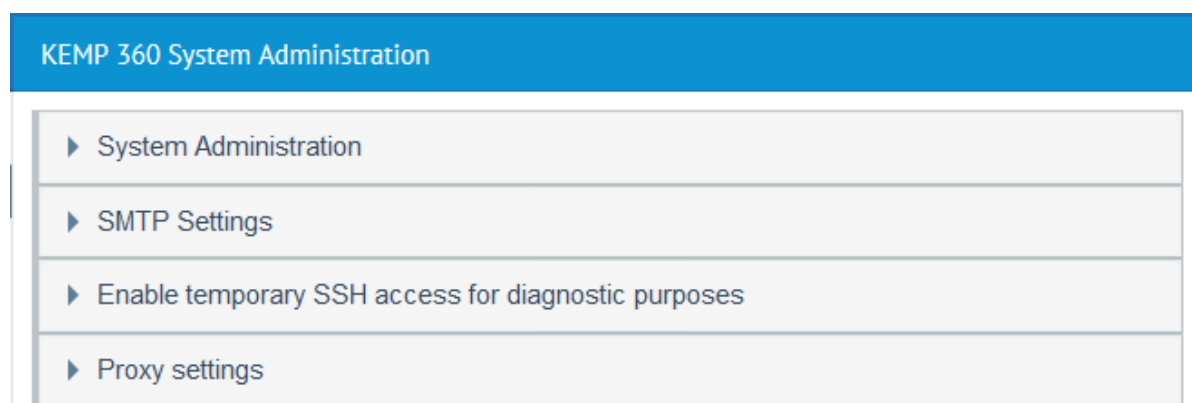 KEMP 360 System Administration
System Administration
SMTP Settings
Enable temporary SSH access for diagnostic purposes
Proxy settings